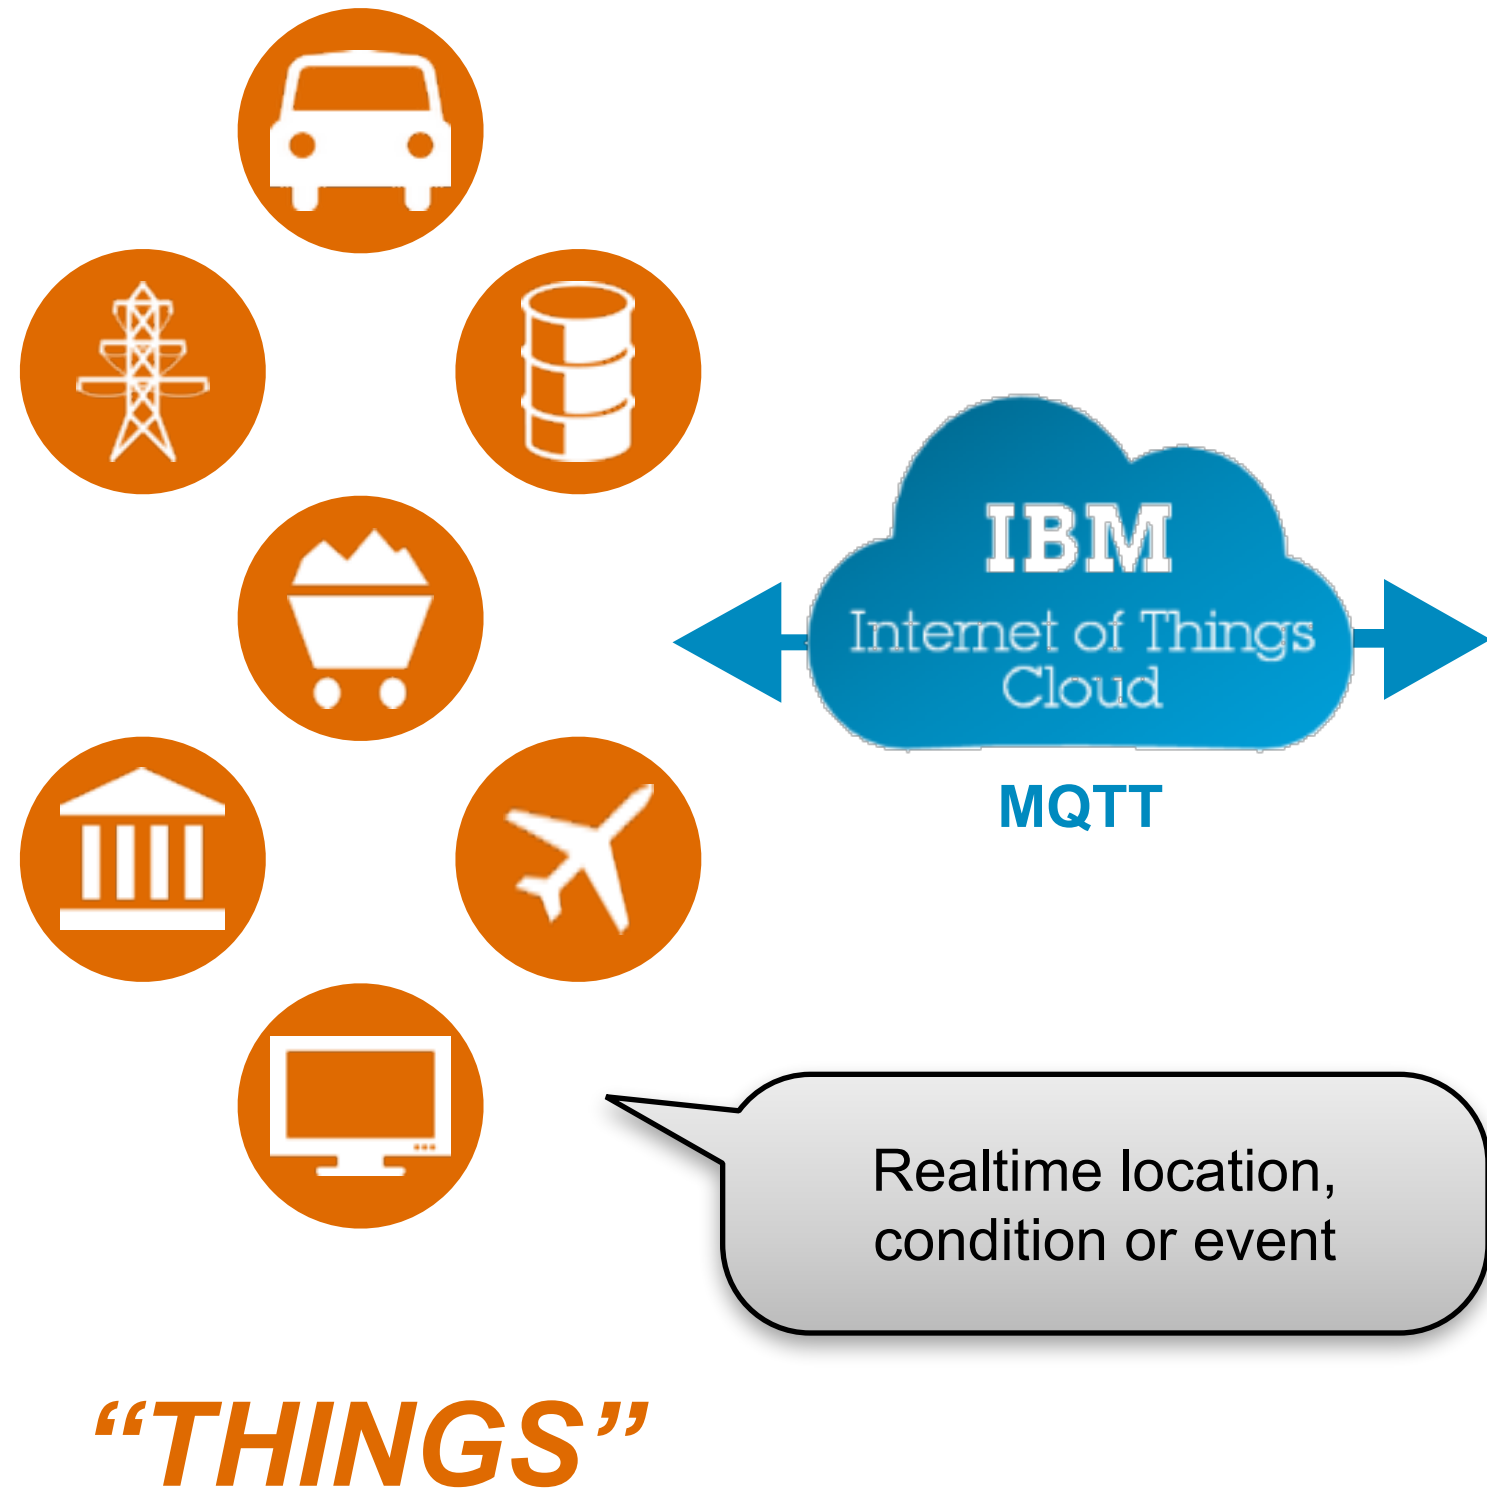 IBM
Internet of Things
Cloud
MQTT
Realtime location,
condition or event
“THINGS”